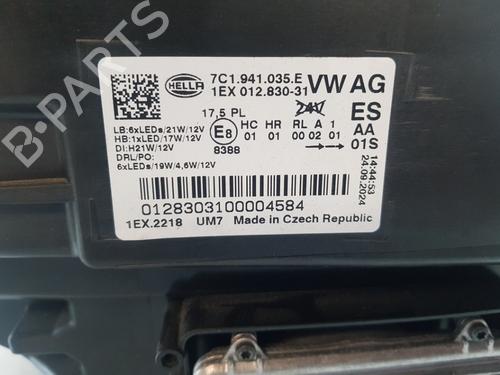 HELLA
7C1.941.035.E
1EX 012.830-31
VW AG
17,5 PL
24V
ES
LB:6xLEDs/21W/12V
HB:1xLED/17W/12V
DI:H21W/12V
DRL/PO:
6xLEDs/19W/4,6W/12V
E8
8388
HC HR RL A 1
01 01 00 02 01
AA
01S
14:44:53
24.09.2024
0128303100004584
1EX.2218 UM7 Made in Czech Republic
B-PARTS